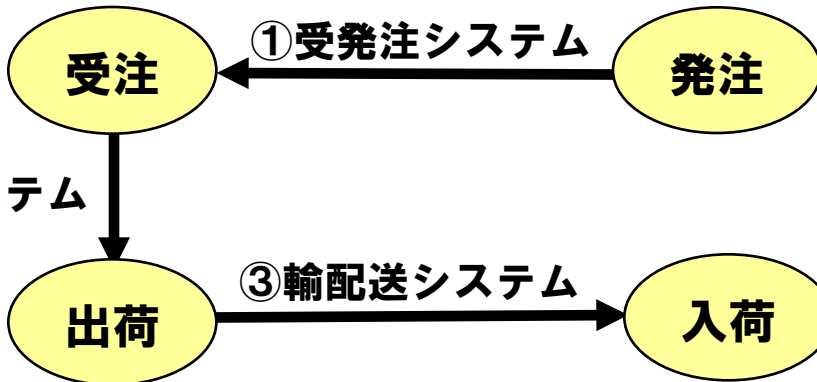 ①受発注システム
受注
発注
テム
③輸配送システム
出荷
入荷